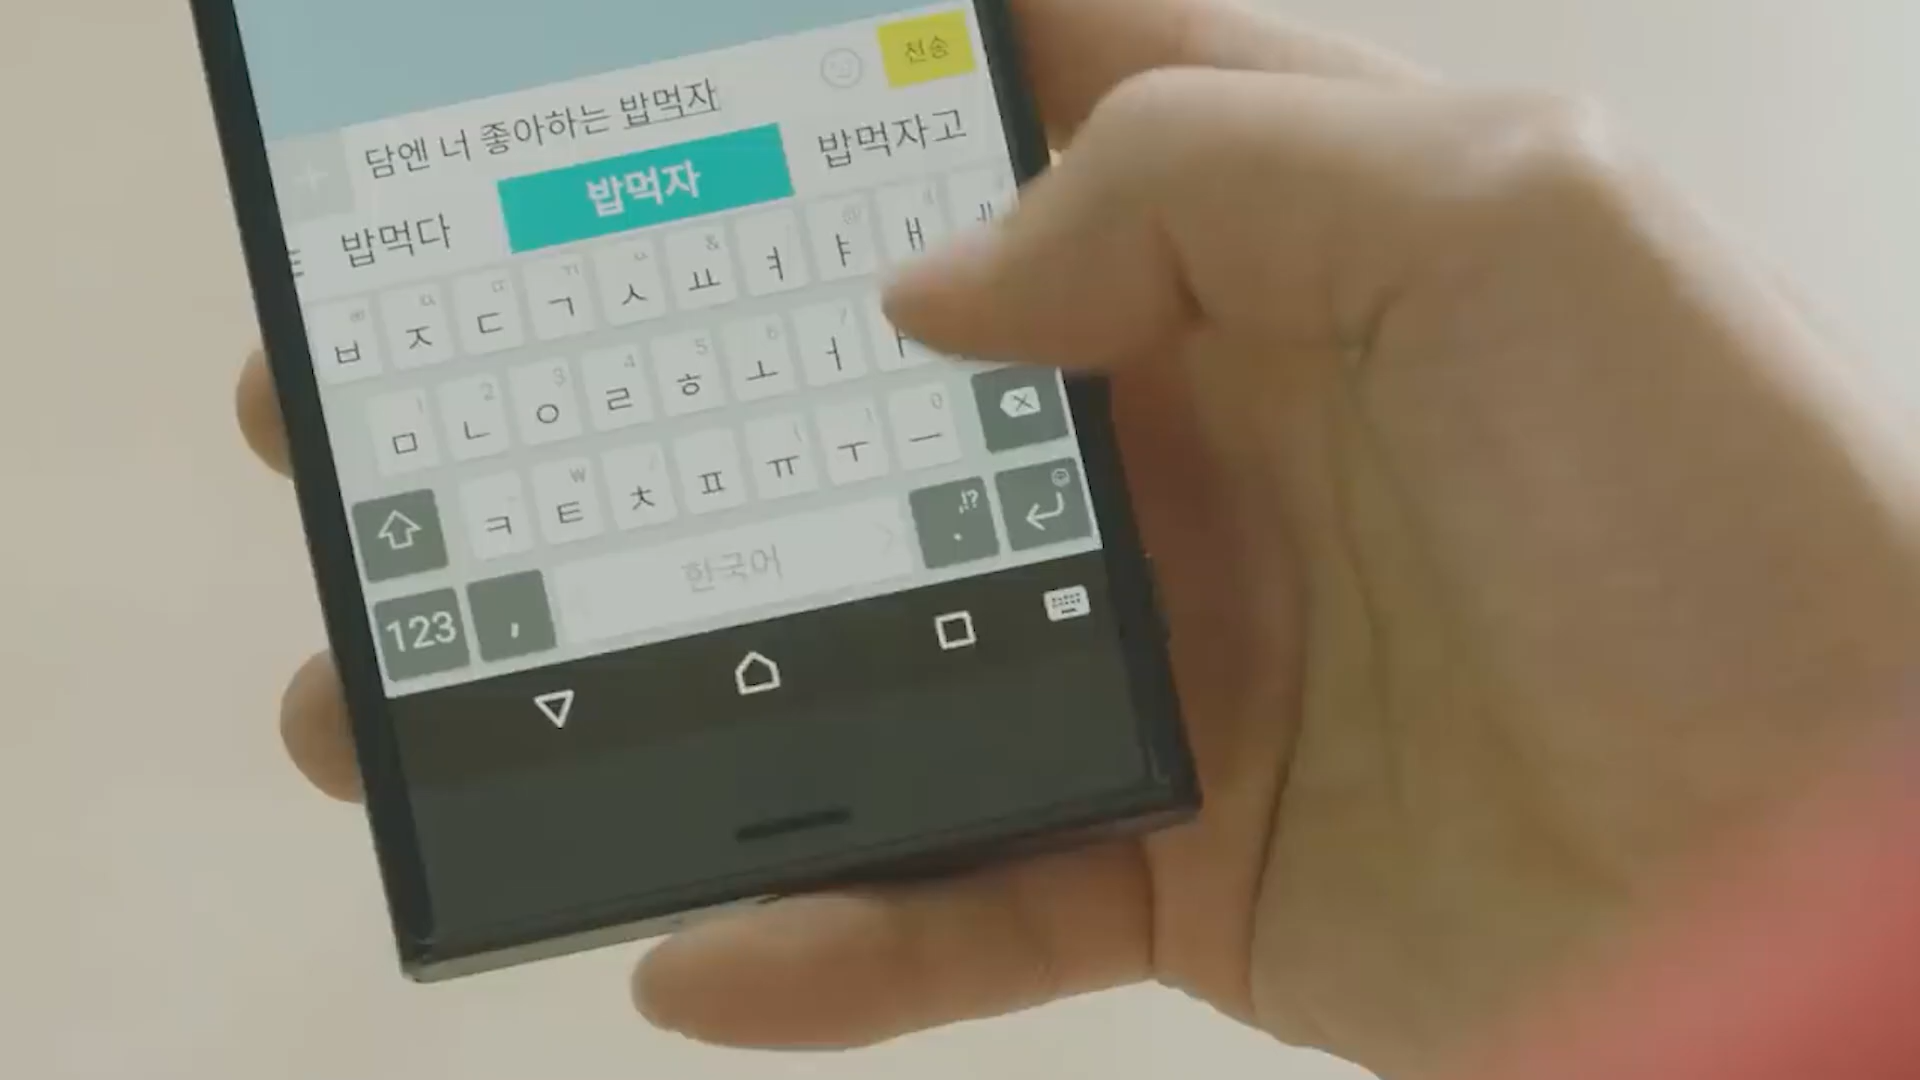 전송
담엔 너 좋아하는 밥먹자
밥먹다 밥먹자 밥먹자고
ㅂ ㅈ ㄷ ㄱ ㅅ ㅛ ㅕ ㅑ ㅐ ㅔ
ㅁ ㄴ ㅇ ㄹ ㅎ ㅗ ㅓ ㅏ
ㅋ ㅌ ㅊ ㅍ ㅠ ㅜ ㅡ
123 , 한국어 . ,!?